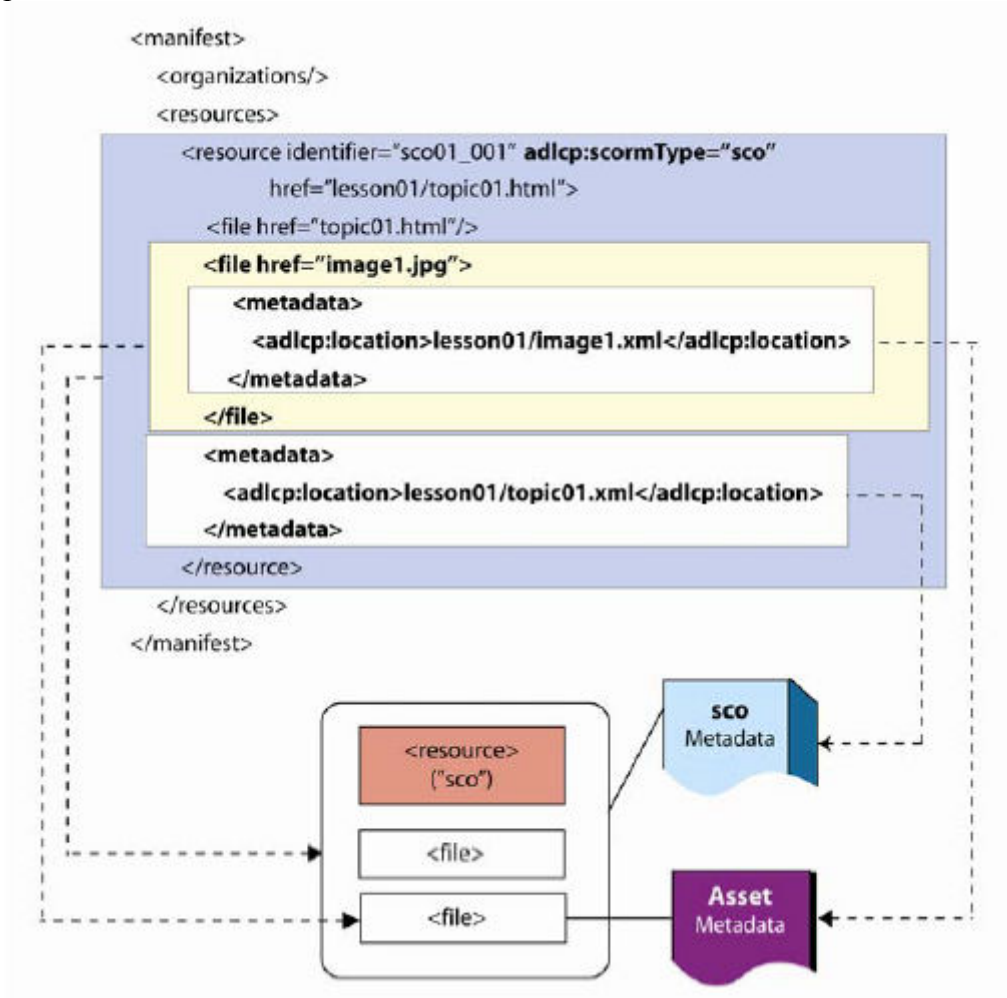 <manifest>
<organizations/>
<resources>
<resource identifier="sco01_001" adlcp:scormType="sco"
href="lesson01/topic01.html">
<file href="topic01.html"/>
<file href="image1.jpg">
<metadata>
<adlcp:location>lesson01/image1.xml</adlcp:location>
</metadata>
</file>
<metadata>
<adlcp:location>lesson01/topic01.xml</adlcp:location>
</metadata>
</resource>
</resources>
</manifest>
<resource>
("sco")
<file>
<file>
sco
Metadata
Asset
Metadata